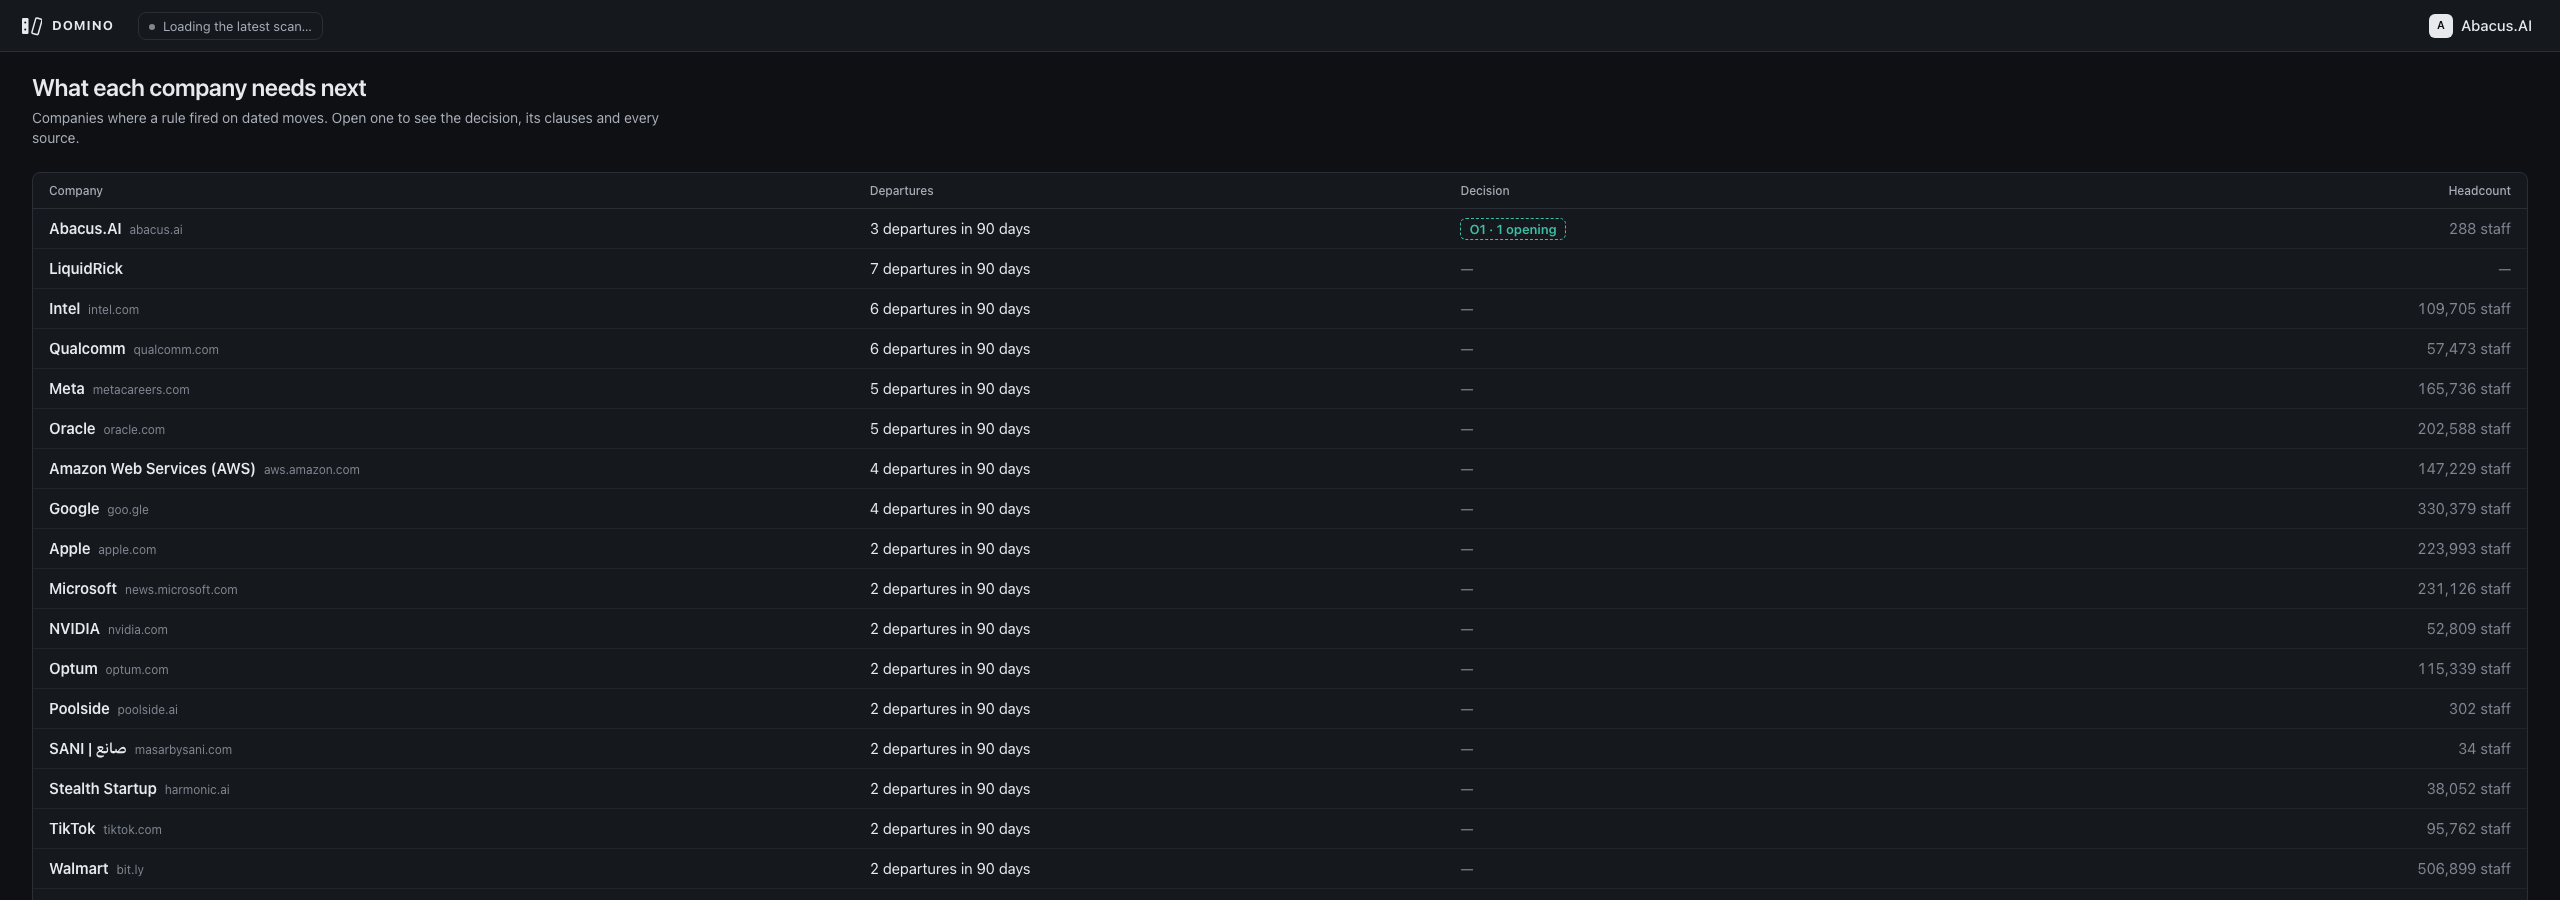 DOMINO
Loading the latest scan…
A
Abacus.AI
What each company needs next
Companies where a rule fired on dated moves. Open one to see the decision, its clauses and every
source.
Company Departures Decision Headcount
Abacus.AI abacus.ai 3 departures in 90 days O1 · 1 opening 288 staff
LiquidRick 7 departures in 90 days — —
Intel intel.com 6 departures in 90 days — 109,705 staff
Qualcomm qualcomm.com 6 departures in 90 days — 57,473 staff
Meta metacareers.com 5 departures in 90 days — 165,736 staff
Oracle oracle.com 5 departures in 90 days — 202,588 staff
Amazon Web Services (AWS) aws.amazon.com 4 departures in 90 days — 147,229 staff
Google goo.gle 4 departures in 90 days — 330,379 staff
Apple apple.com 2 departures in 90 days — 223,993 staff
Microsoft news.microsoft.com 2 departures in 90 days — 231,126 staff
NVIDIA nvidia.com 2 departures in 90 days — 52,809 staff
Optum optum.com 2 departures in 90 days — 115,339 staff
Poolside poolside.ai 2 departures in 90 days — 302 staff
SANI | صانع masarbysani.com 2 departures in 90 days — 34 staff
Stealth Startup harmonic.ai 2 departures in 90 days — 38,052 staff
TikTok tiktok.com 2 departures in 90 days — 95,762 staff
Walmart bit.ly 2 departures in 90 days — 506,899 staff